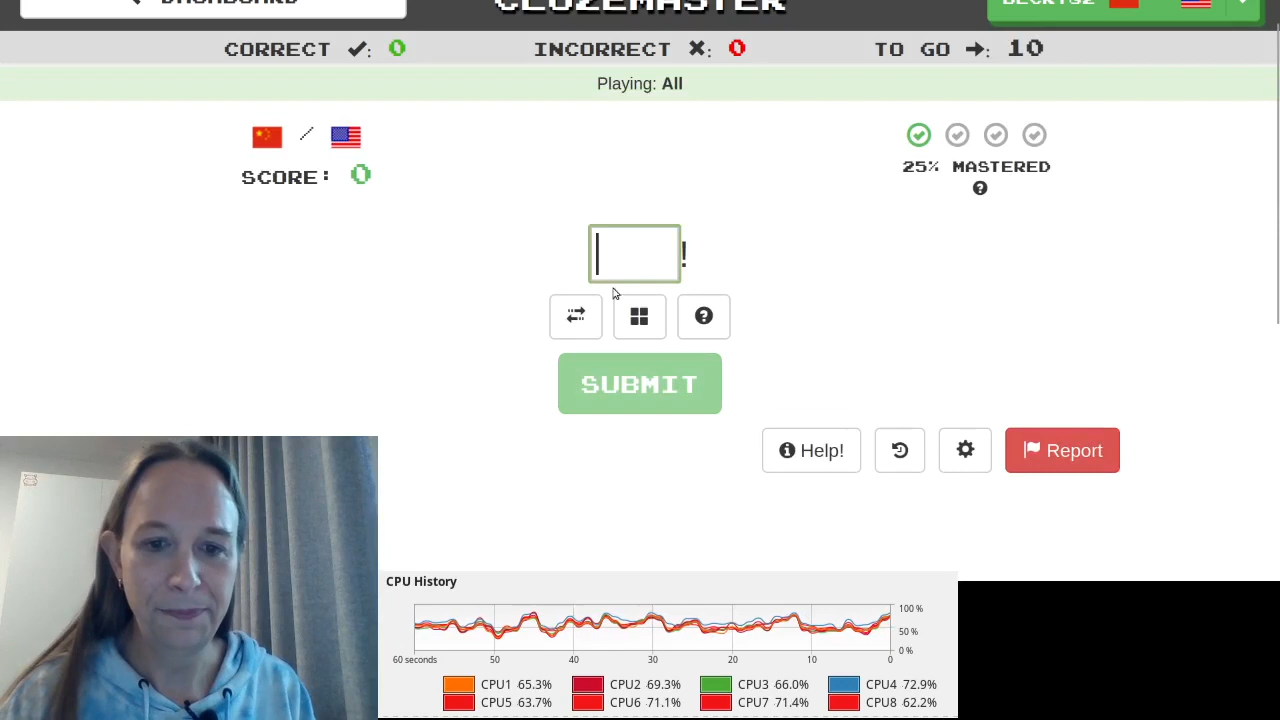 DASHBOARD
CLOZEMASTER
CORRECT ✔: 0 INCORRECT ✖: 0 TO GO ➔: 10
Playing: All
/
SCORE: 0
25% MASTERED
!
SUBMIT
Help! Report
CPU History
100 %
50 %
0 %
60 seconds 50 40 30 20 10 0
CPU1 65.3% CPU2 69.3% CPU3 66.0% CPU4 72.9%
CPU5 63.7% CPU6 71.1% CPU7 71.4% CPU8 62.2%